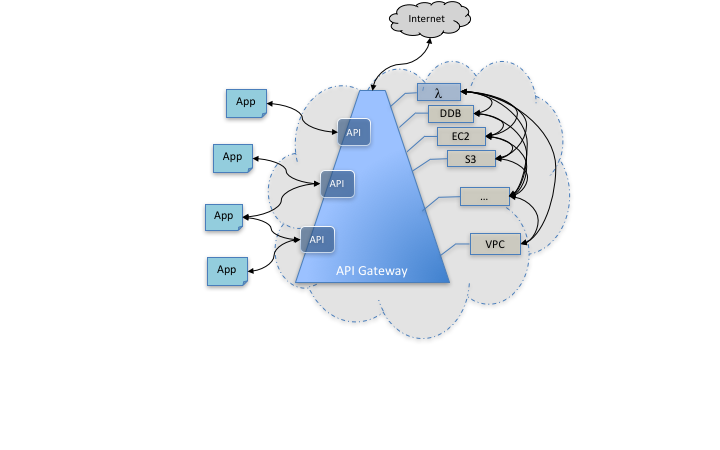 Internet
App
λ
DDB
API
EC2
App
S3
API
...
App
API
VPC
App
API Gateway